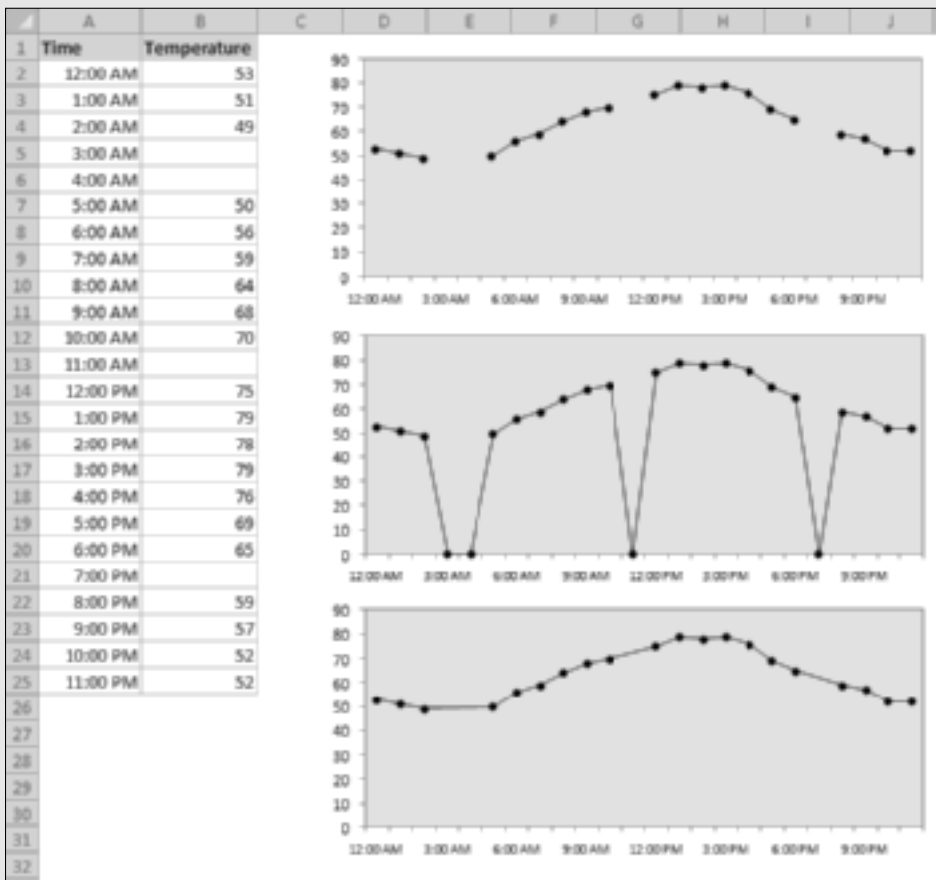 A B C D E F G H I J
1 Time Temperature
2 12:00 AM 53
3 1:00 AM 51
4 2:00 AM 49
5 3:00 AM
6 4:00 AM
7 5:00 AM 50
8 6:00 AM 56
9 7:00 AM 59
10 8:00 AM 64
11 9:00 AM 68
12 10:00 AM 70
13 11:00 AM
14 12:00 PM 75
15 1:00 PM 79
16 2:00 PM 78
17 3:00 PM 79
18 4:00 PM 76
19 5:00 PM 69
20 6:00 PM 65
21 7:00 PM
22 8:00 PM 59
23 9:00 PM 57
24 10:00 PM 52
25 11:00 PM 52
26
27
28
29
30
31
32
90
80
70
60
50
40
30
20
10
0
12:00 AM 3:00 AM 6:00 AM 9:00 AM 12:00 PM 3:00 PM 6:00 PM 9:00 PM
90
80
70
60
50
40
30
20
10
0
12:00 AM 3:00 AM 6:00 AM 9:00 AM 12:00 PM 3:00 PM 6:00 PM 9:00 PM
90
80
70
60
50
40
30
20
10
0
12:00 AM 3:00 AM 6:00 AM 9:00 AM 12:00 PM 3:00 PM 6:00 PM 9:00 PM